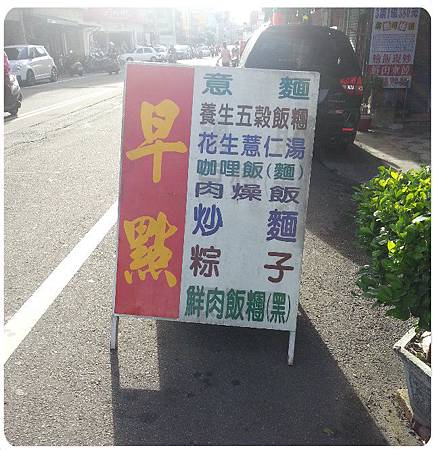 早點
意麵
養生五穀飯糰
花生薏仁湯
咖哩飯(麵)
肉燥飯
炒麵
粽子
鮮肉飯糰(黑)